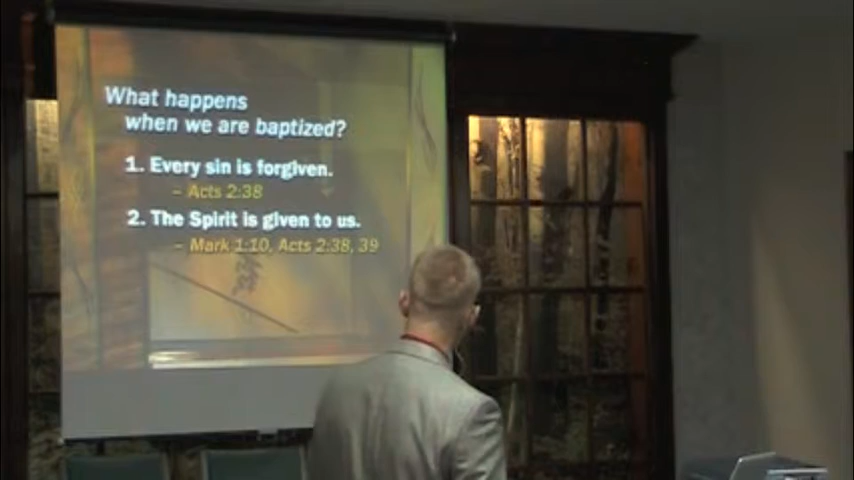 What happens
when we are baptized?
1. Every sin is forgiven.
– Acts 2:38
2. The Spirit is given to us.
– Mark 1:10, Acts 2:38, 39